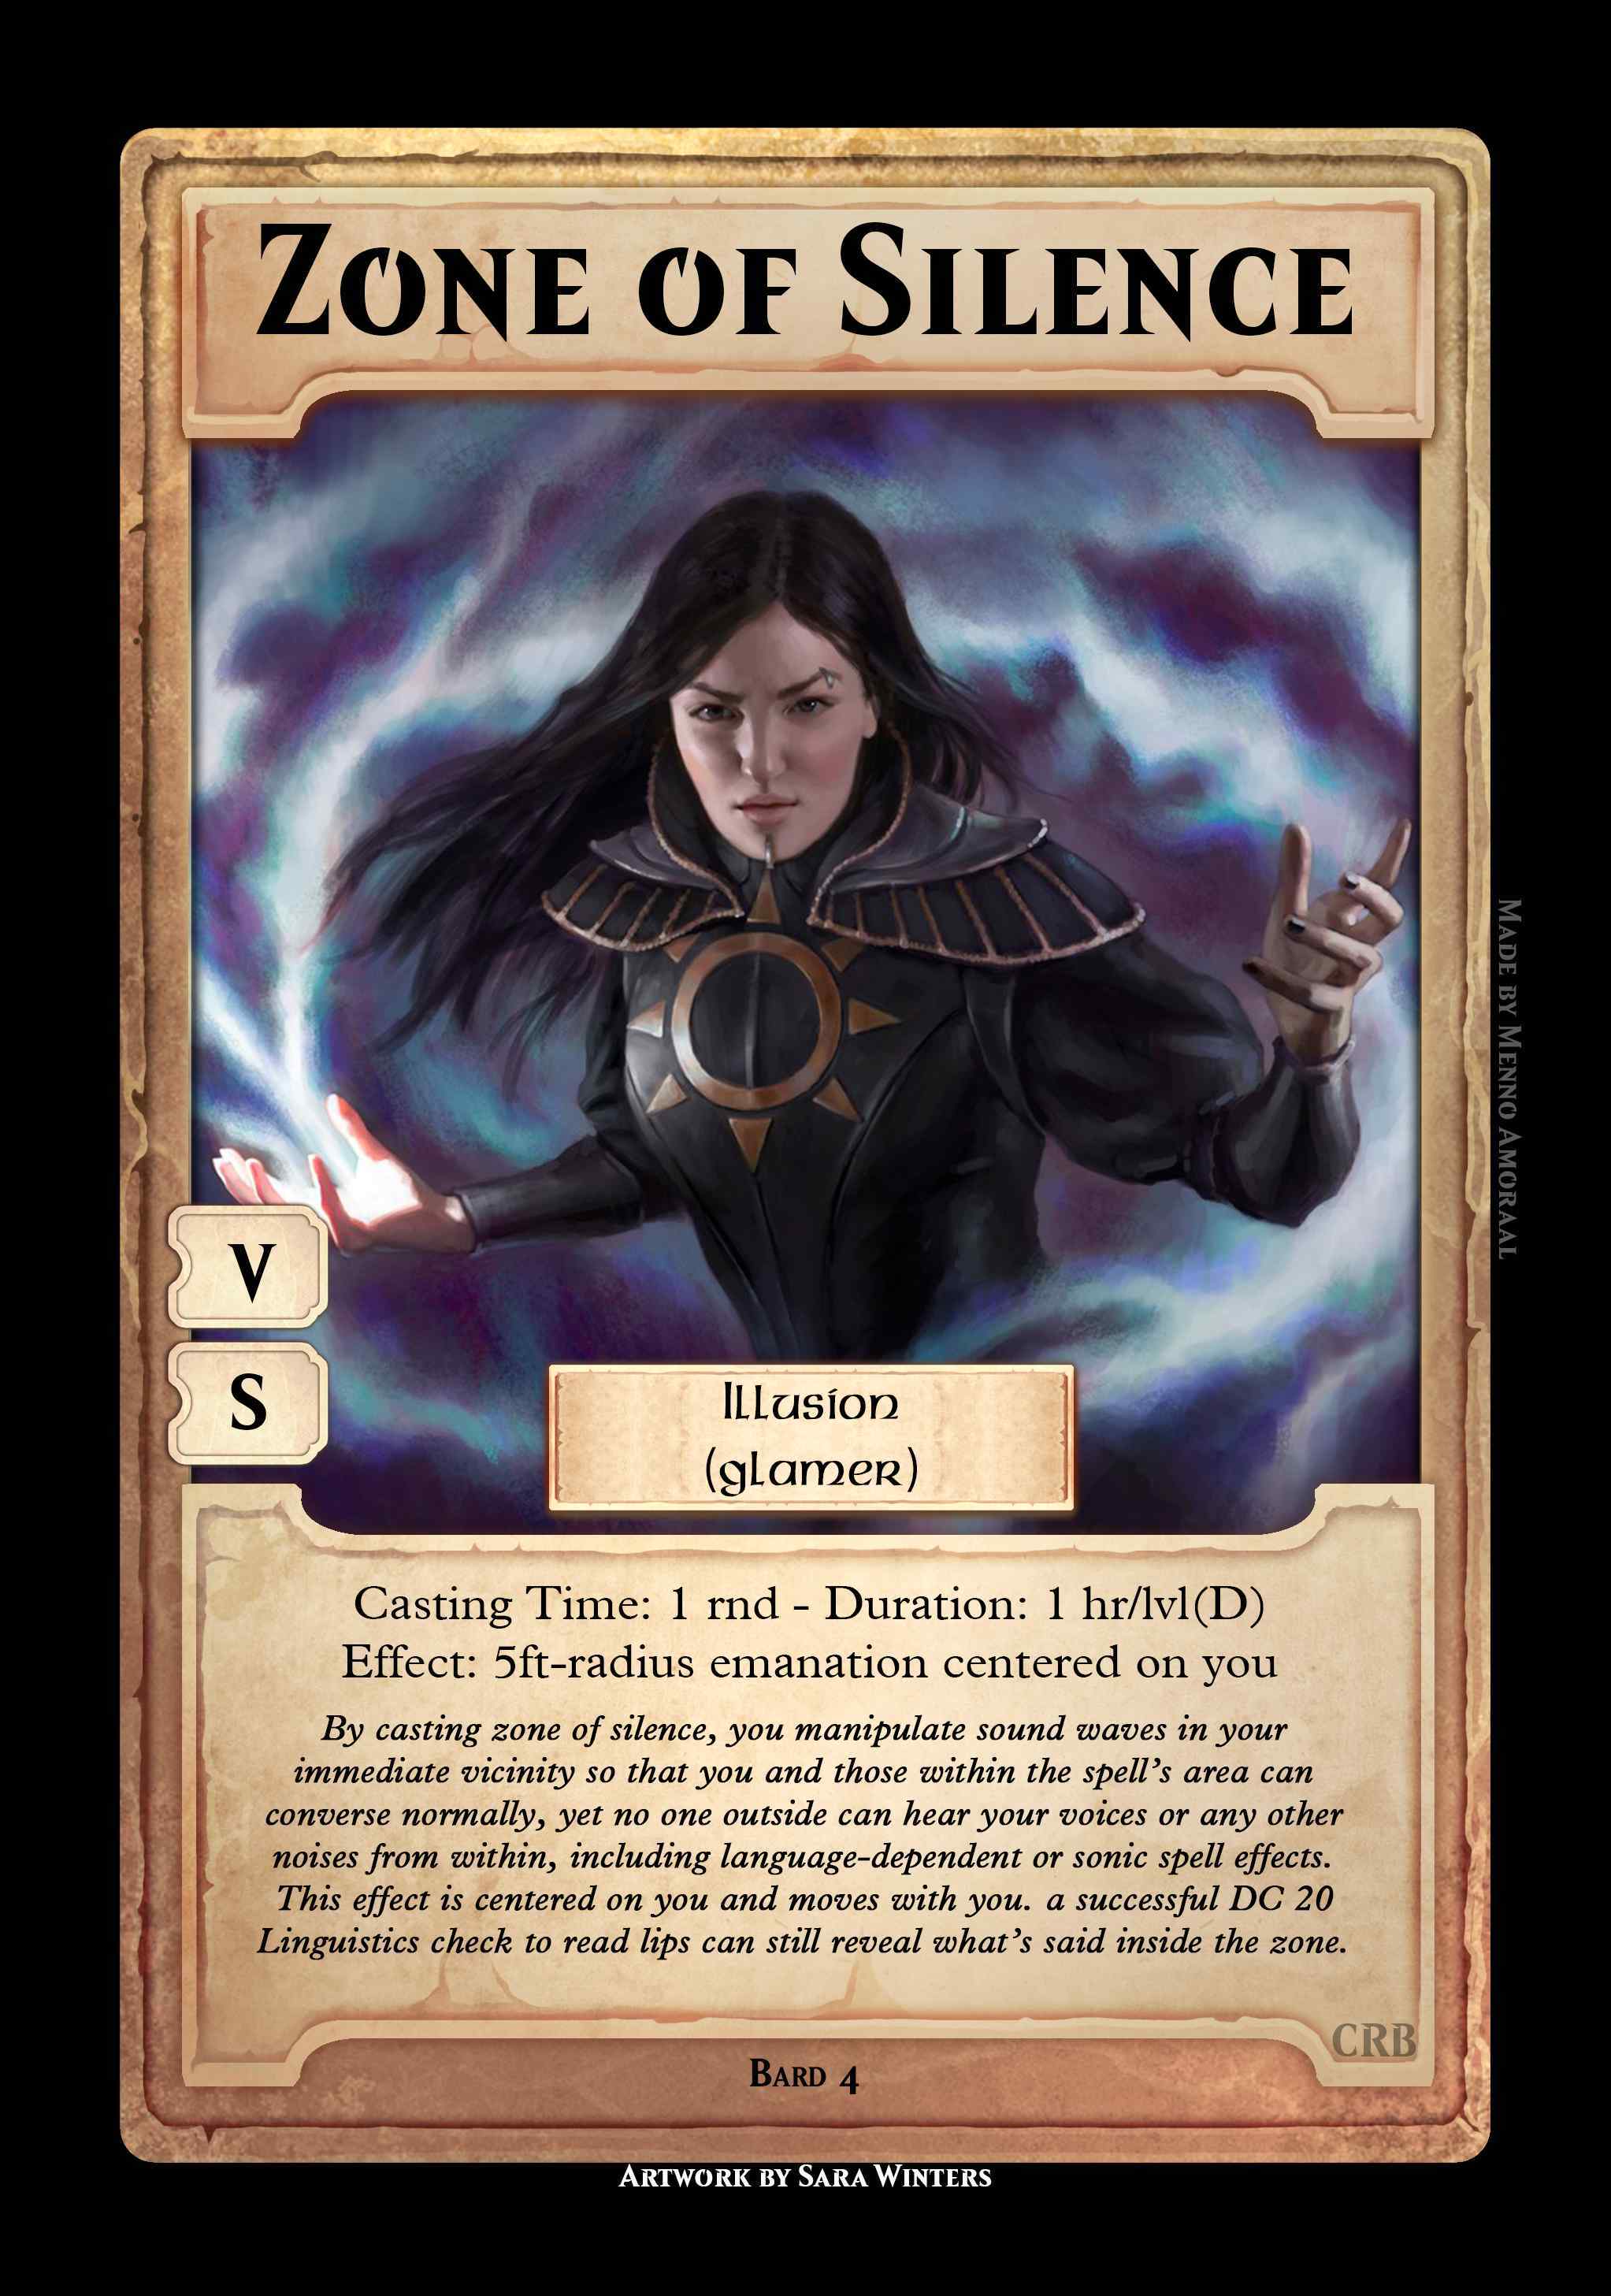 Zone of Silence
V
S
Illusion
(glamer)
Casting Time: 1 rnd - Duration: 1 hr/lvl(D)
Effect: 5ft-radius emanation centered on you
By casting zone of silence, you manipulate sound waves in your
immediate vicinity so that you and those within the spell's area can
converse normally, yet no one outside can hear your voices or any other
noises from within, including language-dependent or sonic spell effects.
This effect is centered on you and moves with you. a successful DC 20
Linguistics check to read lips can still reveal what's said inside the zone.
CRB
Bard 4
Artwork by Sara Winters
Made by Menno Amoraal